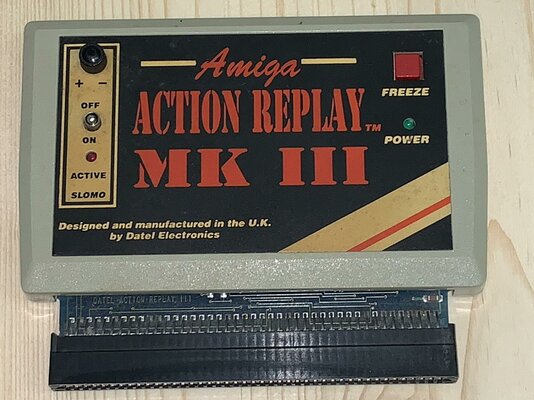 Amiga
ACTION REPLAY™
MK III
+ −
OFF
ON
ACTIVE
SLOMO
FREEZE
POWER
Designed and manufactured in the U.K.
by Datel Electronics
DATEL ACTION REPLAY III